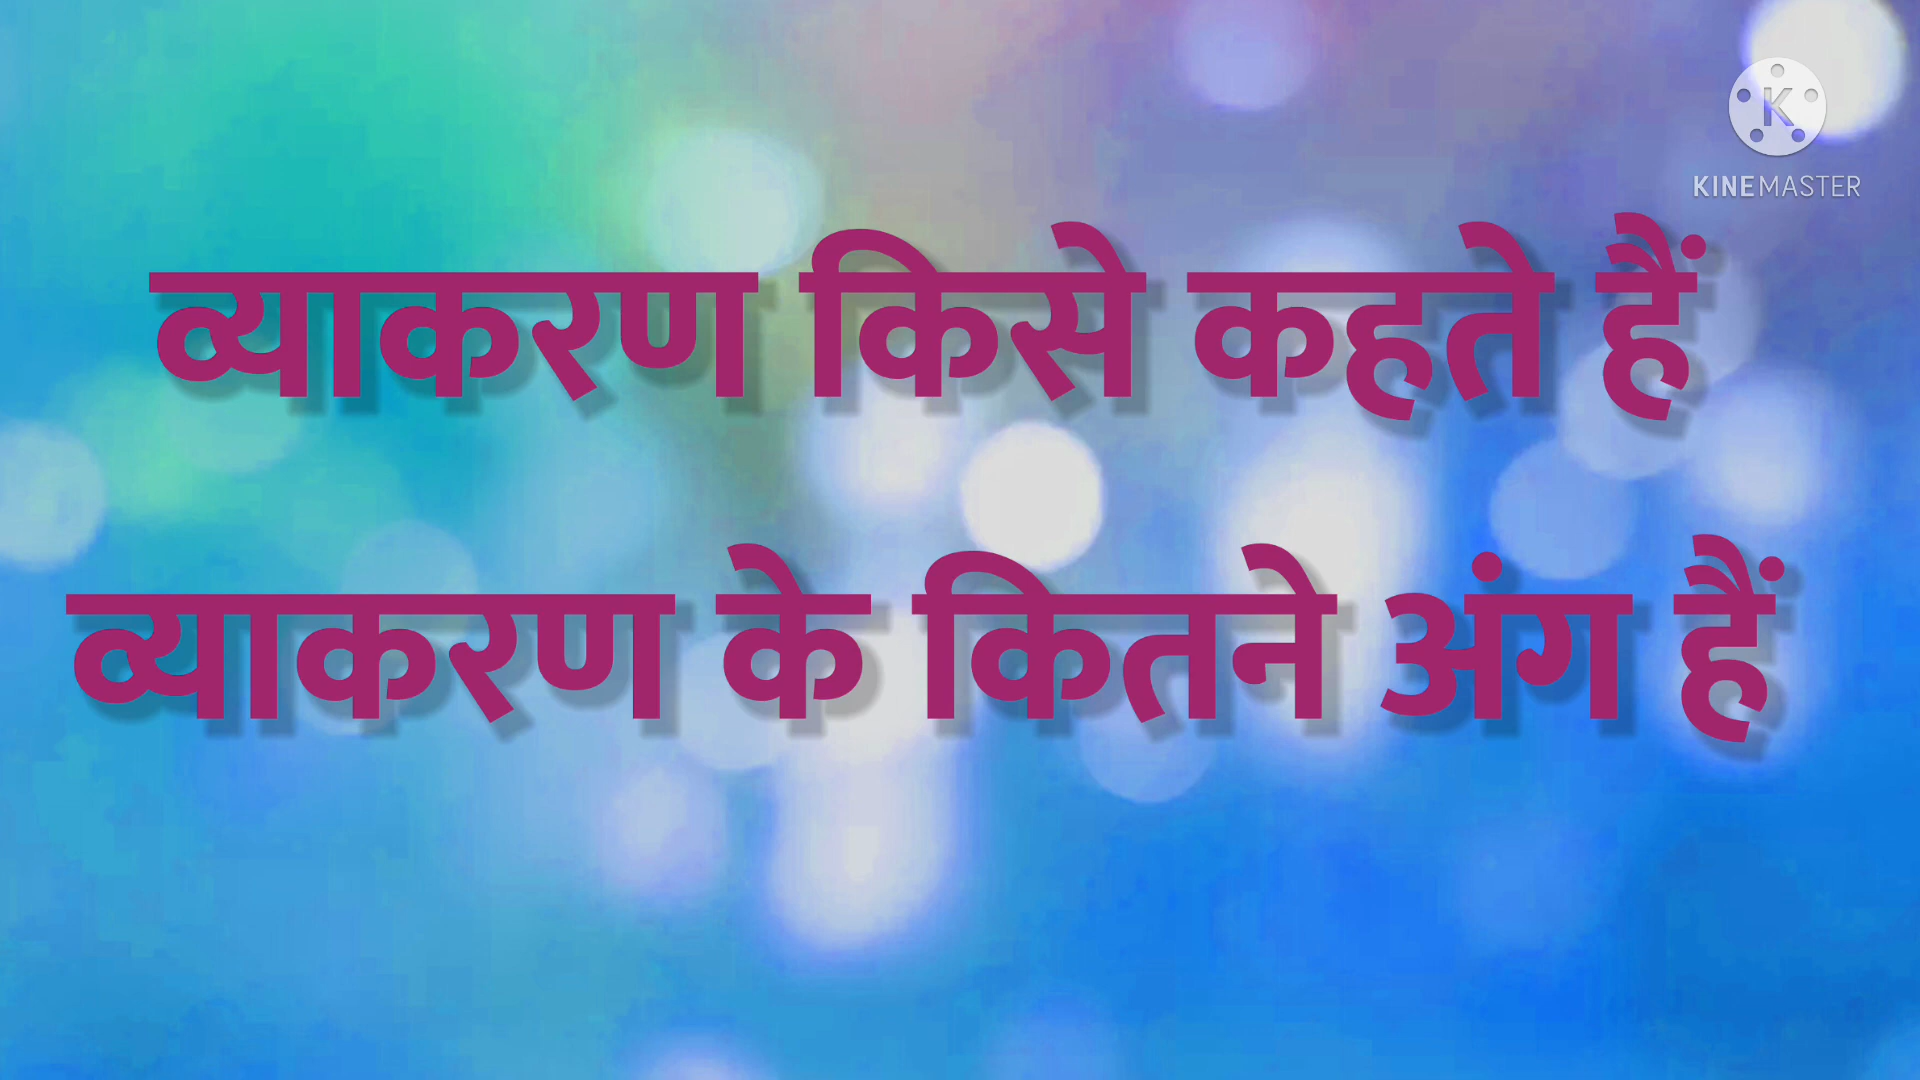 KINEMASTER
व्याकरण किसे कहते हैं
व्याकरण के कितने अंग हैं